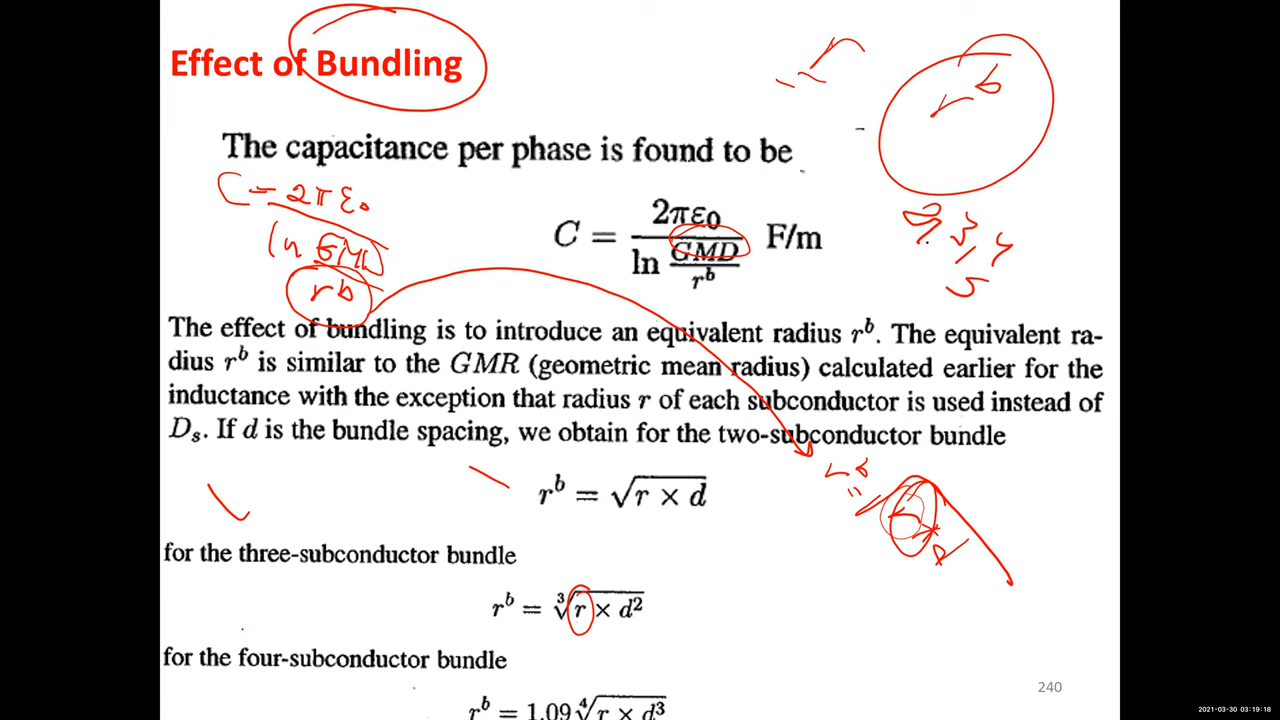 Effect of Bundling
r
r^b
The capacitance per phase is found to be
C = 2πε₀
ln GMD
rb
C = 2πε₀ / ln GMD/r^b F/m
2, 3, 4
5
The effect of bundling is to introduce an equivalent radius r^b. The equivalent ra-
dius r^b is similar to the GMR (geometric mean radius) calculated earlier for the
inductance with the exception that radius r of each subconductor is used instead of
D_s. If d is the bundle spacing, we obtain for the two-subconductor bundle
r^b = √(r × d)
r^b
=
d
for the three-subconductor bundle
r^b = ∛(r × d²)
for the four-subconductor bundle
r^b = 1.09 ∜(r × d³)
240
2021-03-30 03:19:18